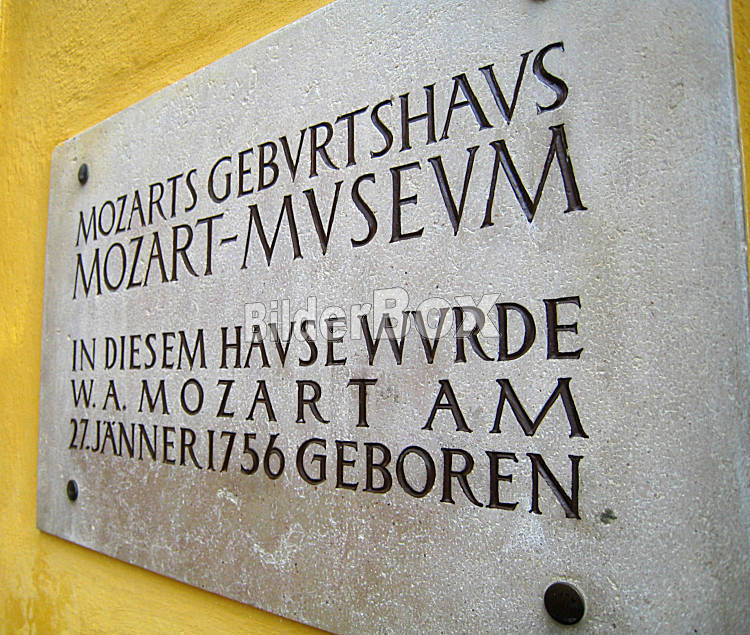 MOZARTS GEBVRTSHAVS
MOZART-MVSEVM
IN DIESEM HAVSE WVRDE
W. A. MOZART AM
27. JÄNNER 1756 GEBOREN
BilderBox